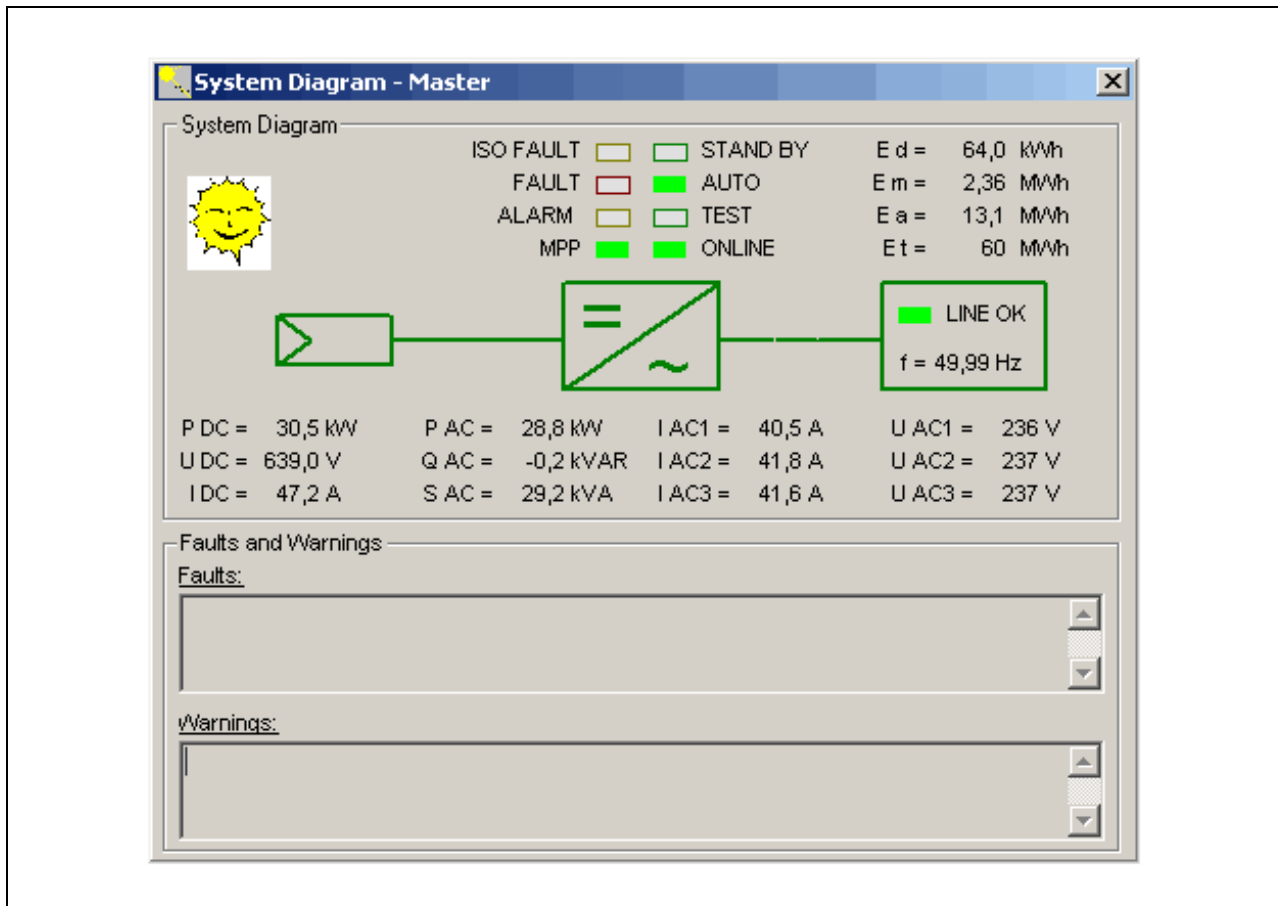 System Diagram - Master
System Diagram
ISO FAULT STAND BY E d = 64,0 kWh
FAULT AUTO E m = 2,36 MWh
ALARM TEST E a = 13,1 MWh
MPP ONLINE E t = 60 MWh
LINE OK
f = 49,99 Hz
P DC = 30,5 kW P AC = 28,8 kW I AC1 = 40,5 A U AC1 = 236 V
U DC = 639,0 V Q AC = -0,2 kVAR I AC2 = 41,8 A U AC2 = 237 V
I DC = 47,2 A S AC = 29,2 kVA I AC3 = 41,6 A U AC3 = 237 V
Faults and Warnings
Faults:
Warnings: